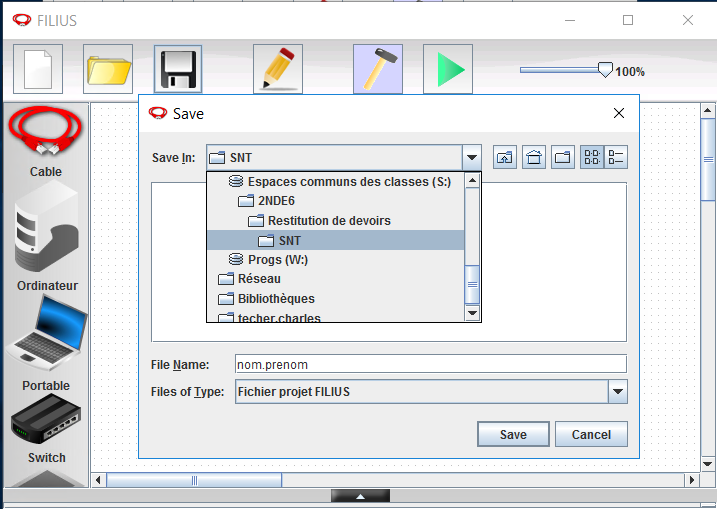 FILIUS
100%
Save
Save In:
SNT
Espaces communs des classes (S:)
2NDE6
Restitution de devoirs
SNT
Progs (W:)
Réseau
Bibliothèques
techer.charles
File Name:
nom.prenom
Files of Type:
Fichier projet FILIUS
Save
Cancel
Cable
Ordinateur
Portable
Switch